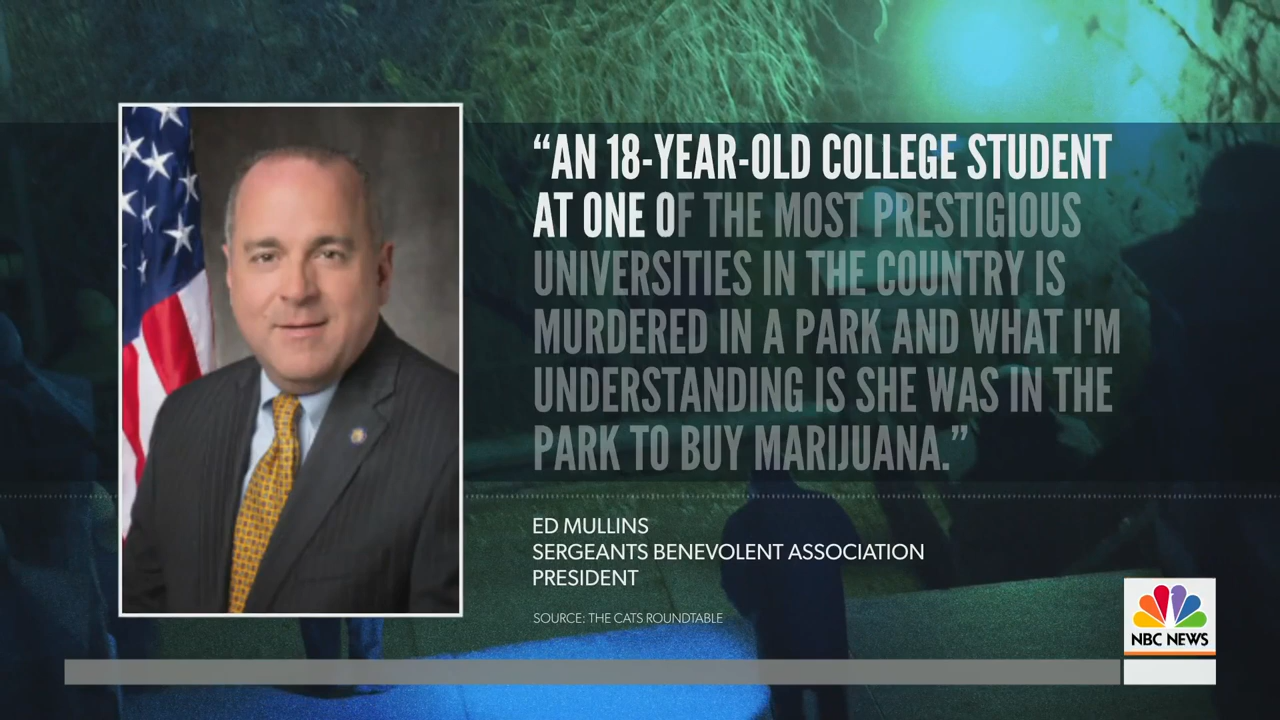 “AN 18-YEAR-OLD COLLEGE STUDENT
AT ONE OF THE MOST PRESTIGIOUS
UNIVERSITIES IN THE COUNTRY IS
MURDERED IN A PARK AND WHAT I'M
UNDERSTANDING IS SHE WAS IN THE
PARK TO BUY MARIJUANA.”
ED MULLINS
SERGEANTS BENEVOLENT ASSOCIATION
PRESIDENT
SOURCE: THE CATS ROUNDTABLE
NBC NEWS